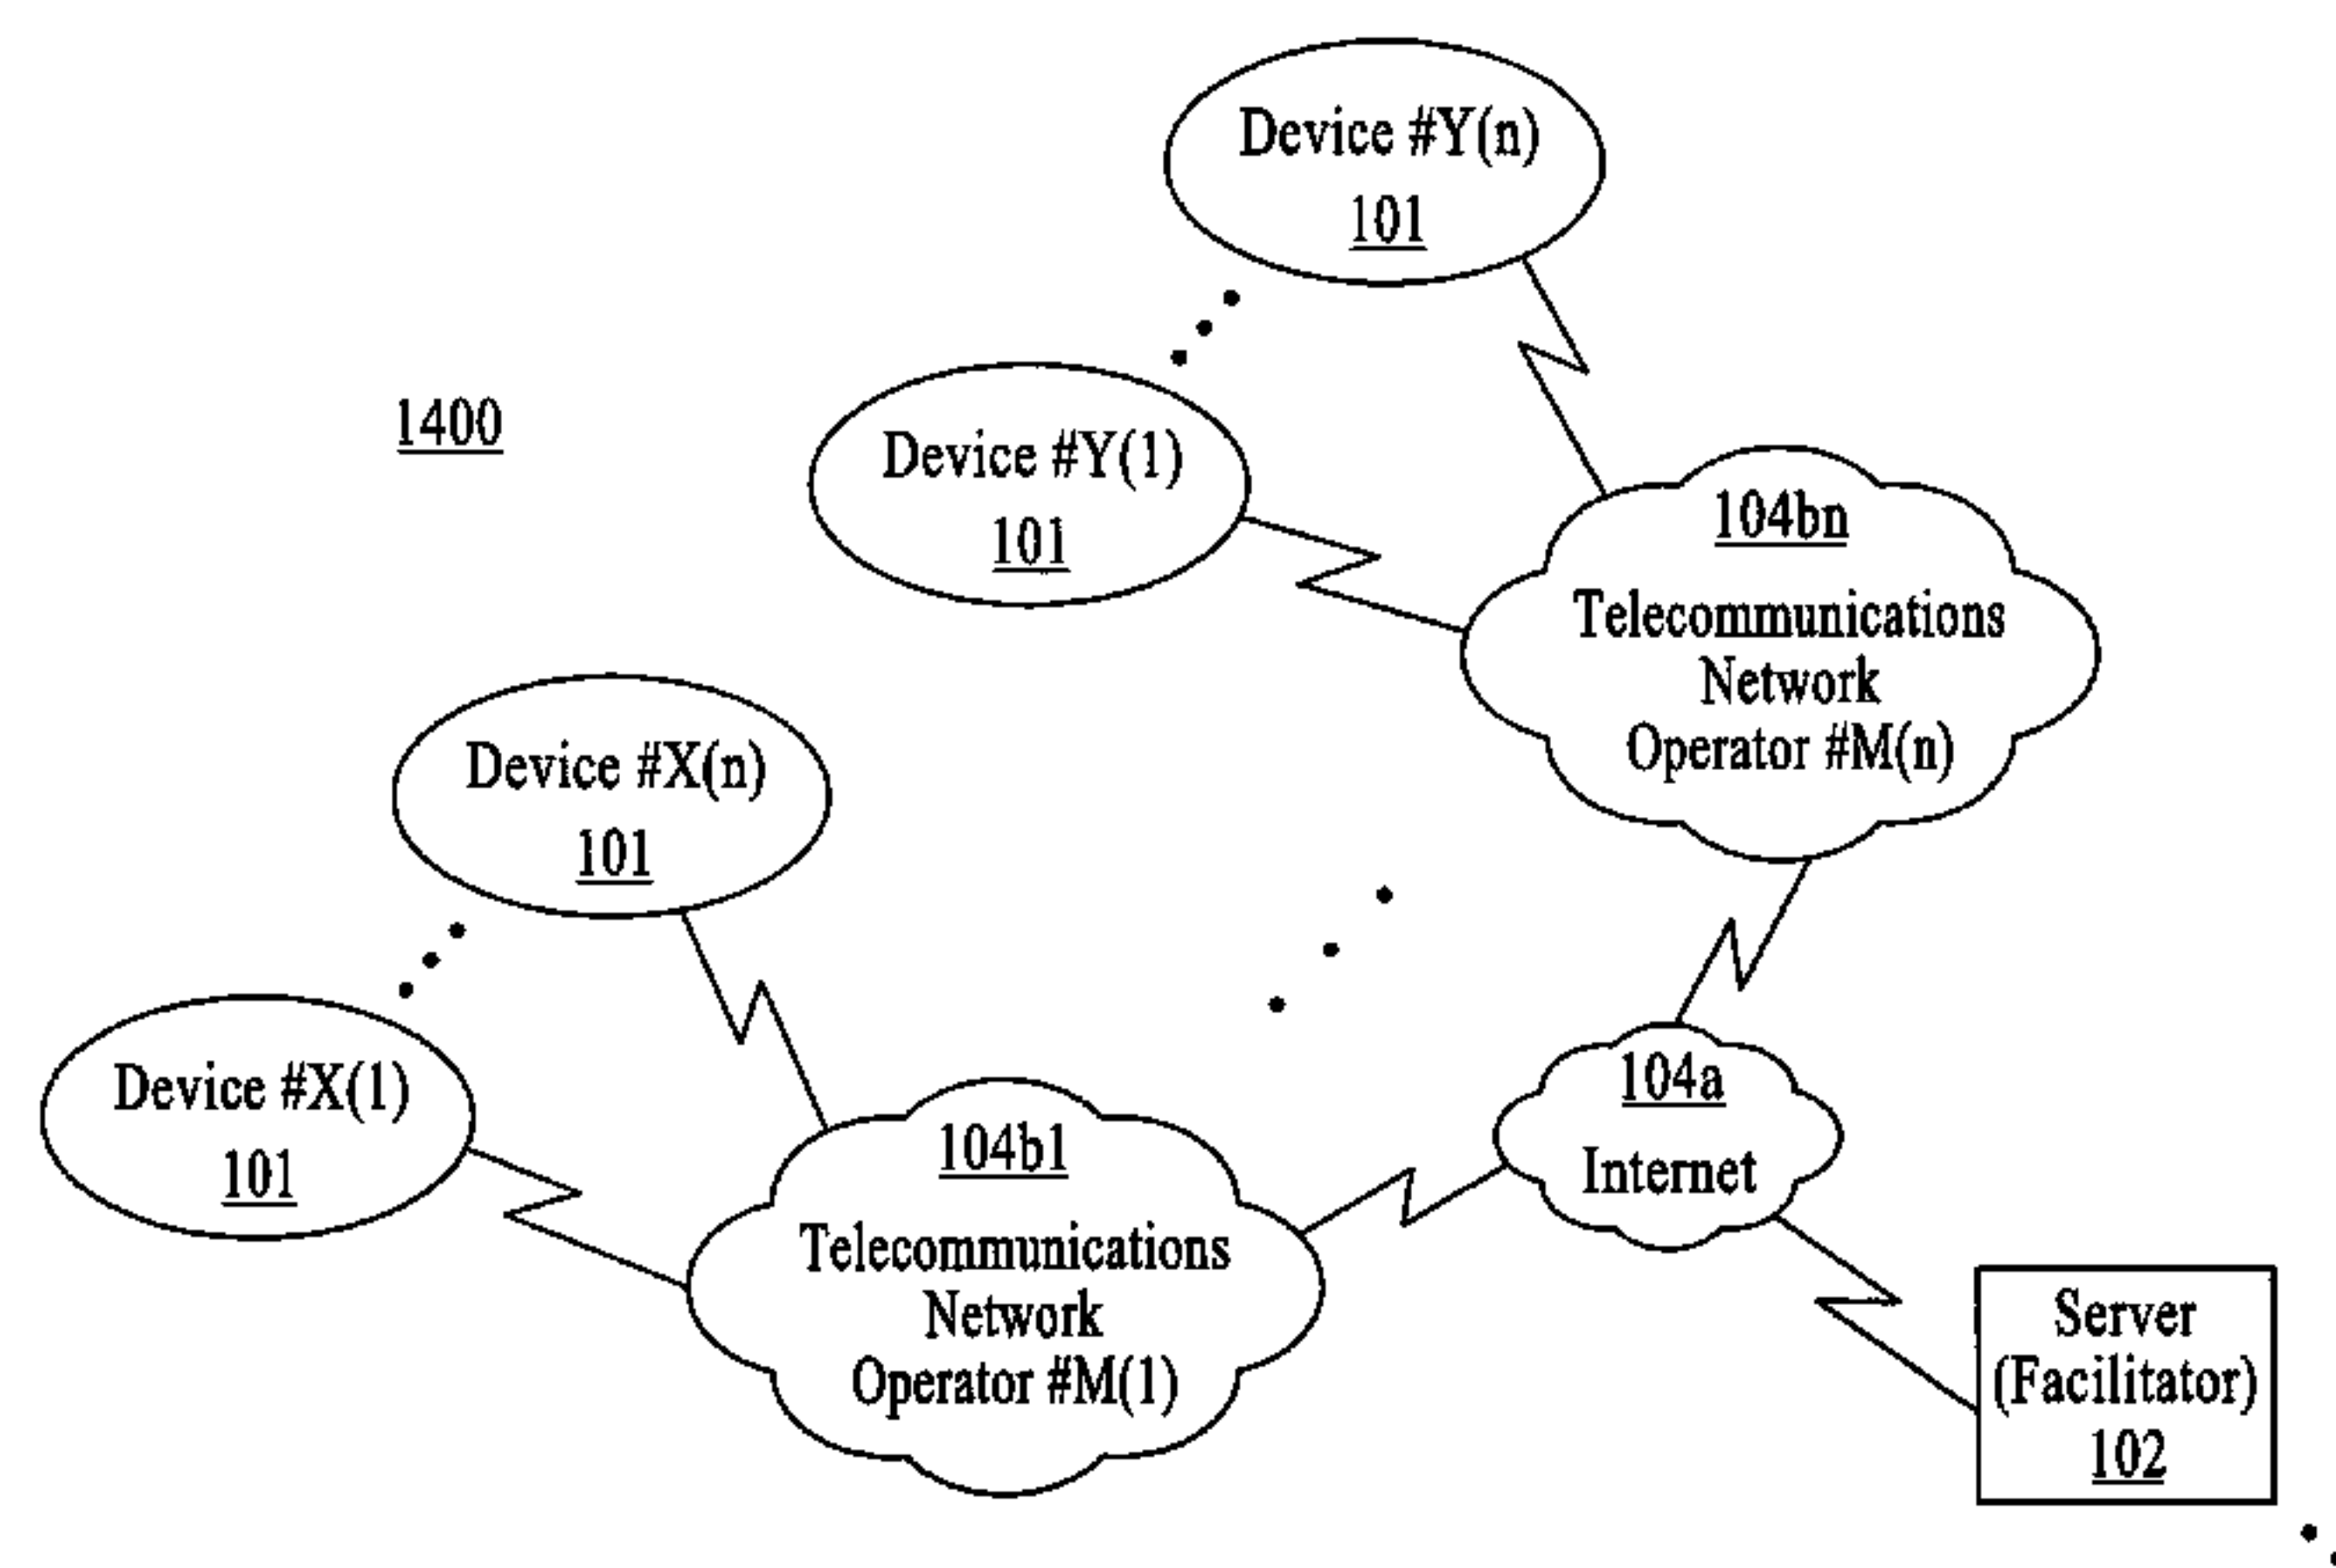 Device #Y(n)
101
1400
Device #Y(1)
101
104bn
Telecommunications
Network
Operator #M(n)
Device #X(n)
101
Device #X(1)
101
104b1
Telecommunications
Network
Operator #M(1)
104a
Internet
Server
(Facilitator)
102